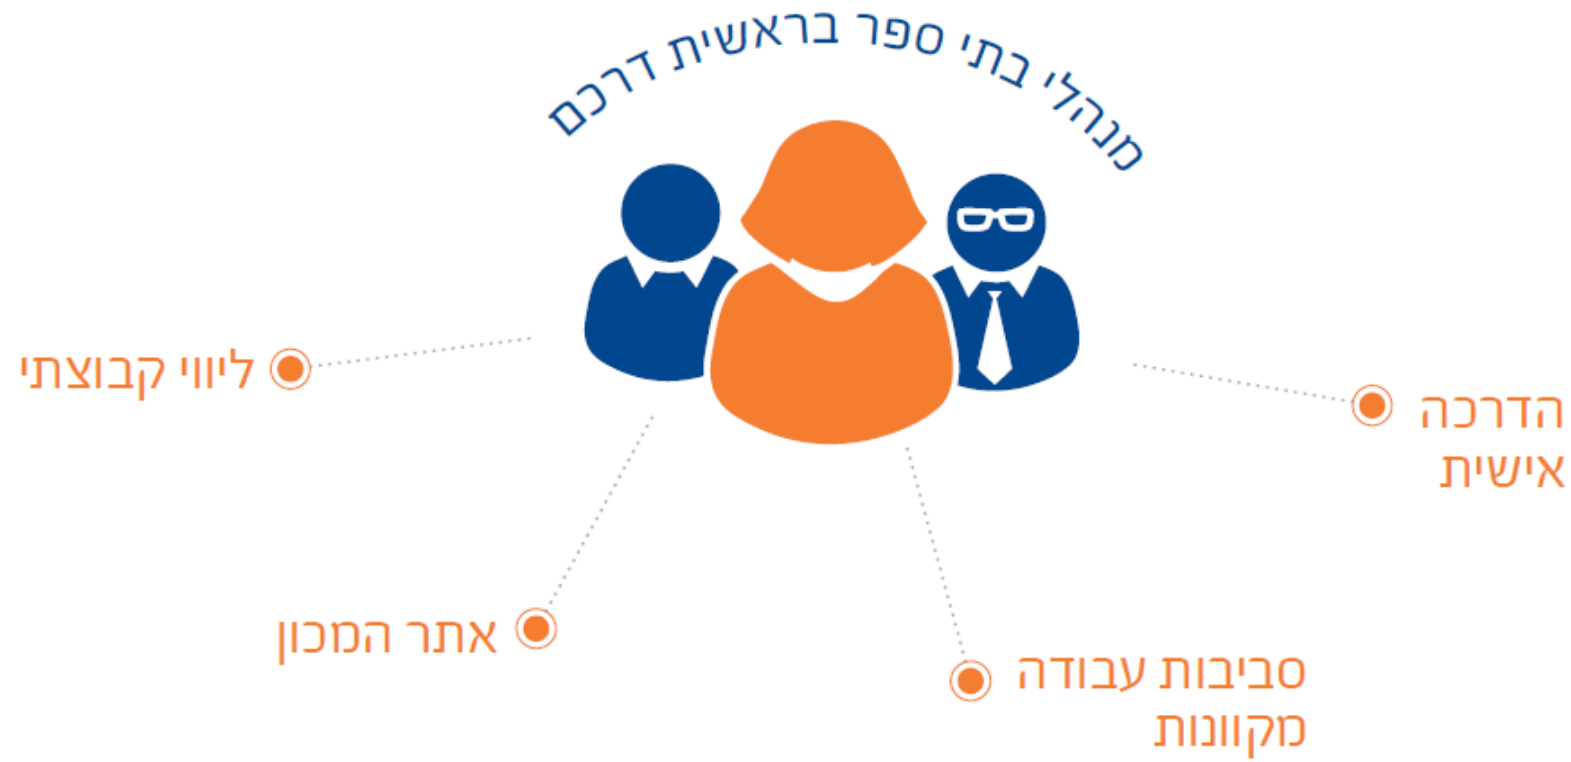 מנהלי בתי ספר בראשית דרכם
הדרכה
אישית
סביבות עבודה
מקוונות
אתר המכון
ליווי קבוצתי